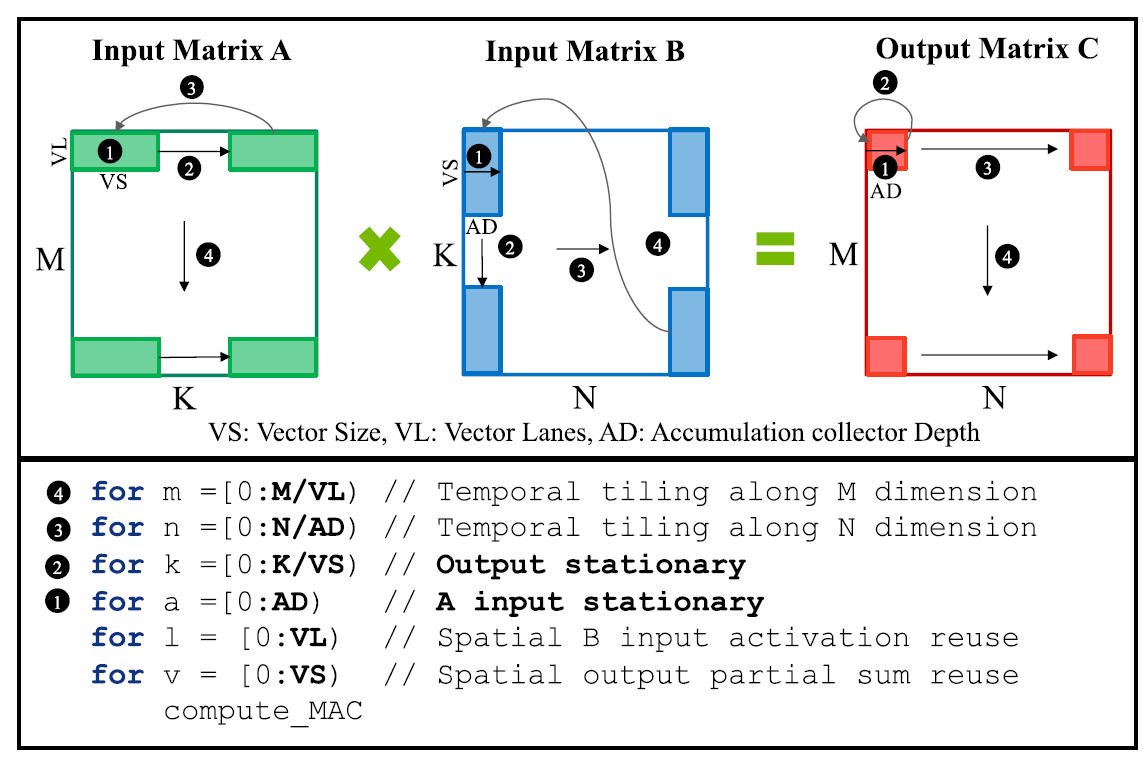 Input Matrix A
Input Matrix B
Output Matrix C
3
VL
1
2
VS
M
4
K
VS
1
AD
K
2
3
4
N
2
1
AD
3
M
4
N
VS: Vector Size, VL: Vector Lanes, AD: Accumulation collector Depth
4 for m =[0:M/VL) // Temporal tiling along M dimension
3 for n =[0:N/AD) // Temporal tiling along N dimension
2 for k =[0:K/VS) // Output stationary
1 for a =[0:AD) // A input stationary
for l = [0:VL) // Spatial B input activation reuse
for v = [0:VS) // Spatial output partial sum reuse
compute_MAC